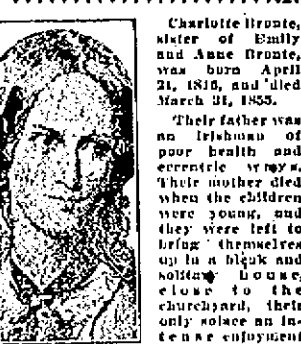 Charlotte Bronte,
sister of Emily
and Anne Bronte,
was born April
21, 1816, and died
March 31, 1855.
Their father was
an Irishman of
poor health and
eccentric ways.
Their mother died
when the children
were young, and
they were left to
bring themselves
up in a bleak and
solitary house,
close to the
churchyard, their
only solace an in-
tense enjoyment